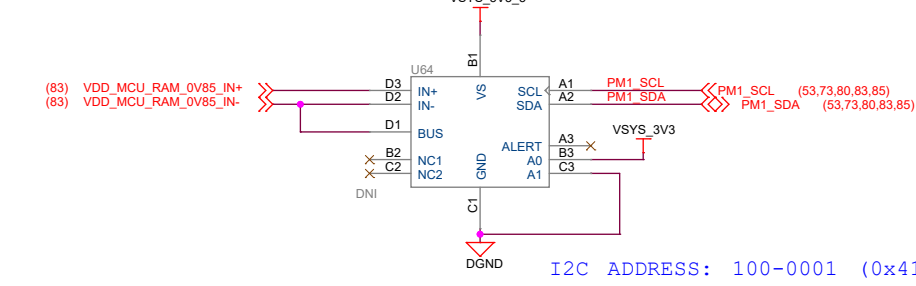 U64
(83) VDD_MCU_RAM_0V85_IN+
(83) VDD_MCU_RAM_0V85_IN-
D3 IN+
D2 IN-
D1 BUS
B2 NC1
C2 NC2
DNI
B1
VS
GND
C1
SCL A1 PM1_SCL
SDA A2 PM1_SDA
PM1_SCL (53,73,80,83,85)
PM1_SDA (53,73,80,83,85)
ALERT A3
A0 B3
A1 C3
VSYS_3V3
DGND
I2C ADDRESS: 100-0001 (0x41